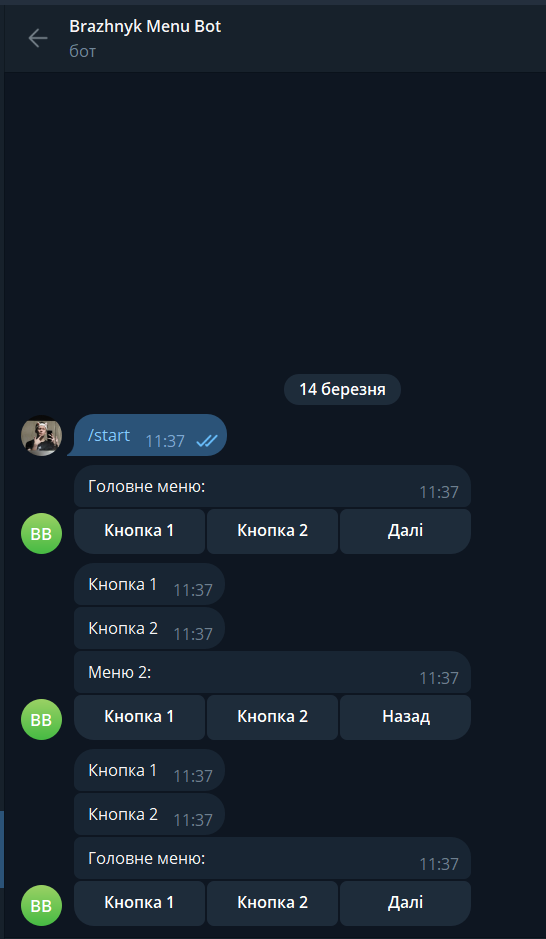 Brazhnyk Menu Bot
бот
14 березня
/start 11:37
Головне меню: 11:37
BB Кнопка 1 Кнопка 2 Далі
Кнопка 1 11:37
Кнопка 2 11:37
Меню 2: 11:37
BB Кнопка 1 Кнопка 2 Назад
Кнопка 1 11:37
Кнопка 2 11:37
Головне меню: 11:37
BB Кнопка 1 Кнопка 2 Далі